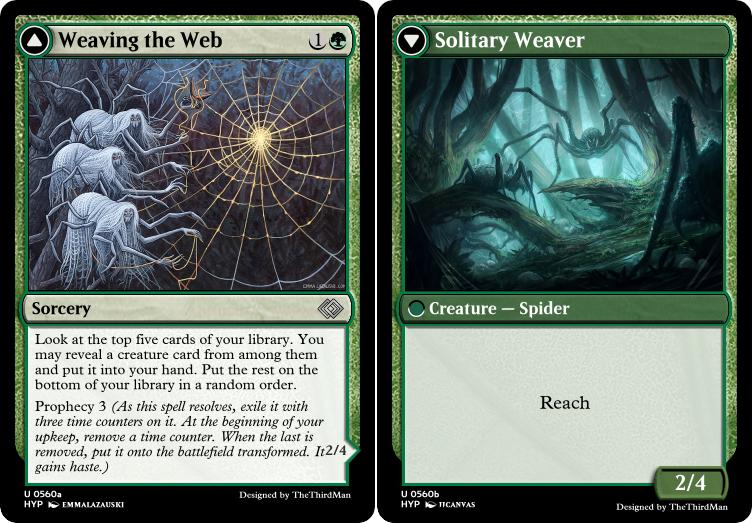 Weaving the Web
1
EMMALAZAUSKI.COM
Sorcery
Look at the top five cards of your library. You
may reveal a creature card from among them
and put it into your hand. Put the rest on the
bottom of your library in a random order.
Prophecy 3 (As this spell resolves, exile it with
three time counters on it. At the beginning of your
upkeep, remove a time counter. When the last is
removed, put it onto the battlefield transformed. It
gains haste.)
2/4
U 0560a
HYP EMMALAZAUSKI
Designed by TheThirdMan
Solitary Weaver
Creature — Spider
Reach
2/4
U 0560b
HYP JJCANVAS
Designed by TheThirdMan